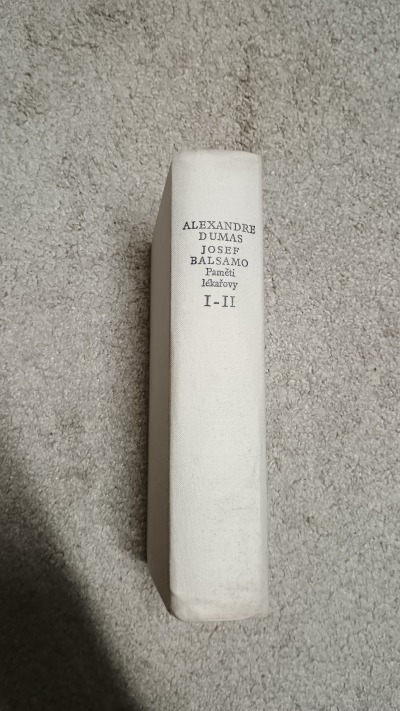 ALEXANDRE
DUMAS
JOSEF
BALSAMO
Paměti
lékařovy
I-II